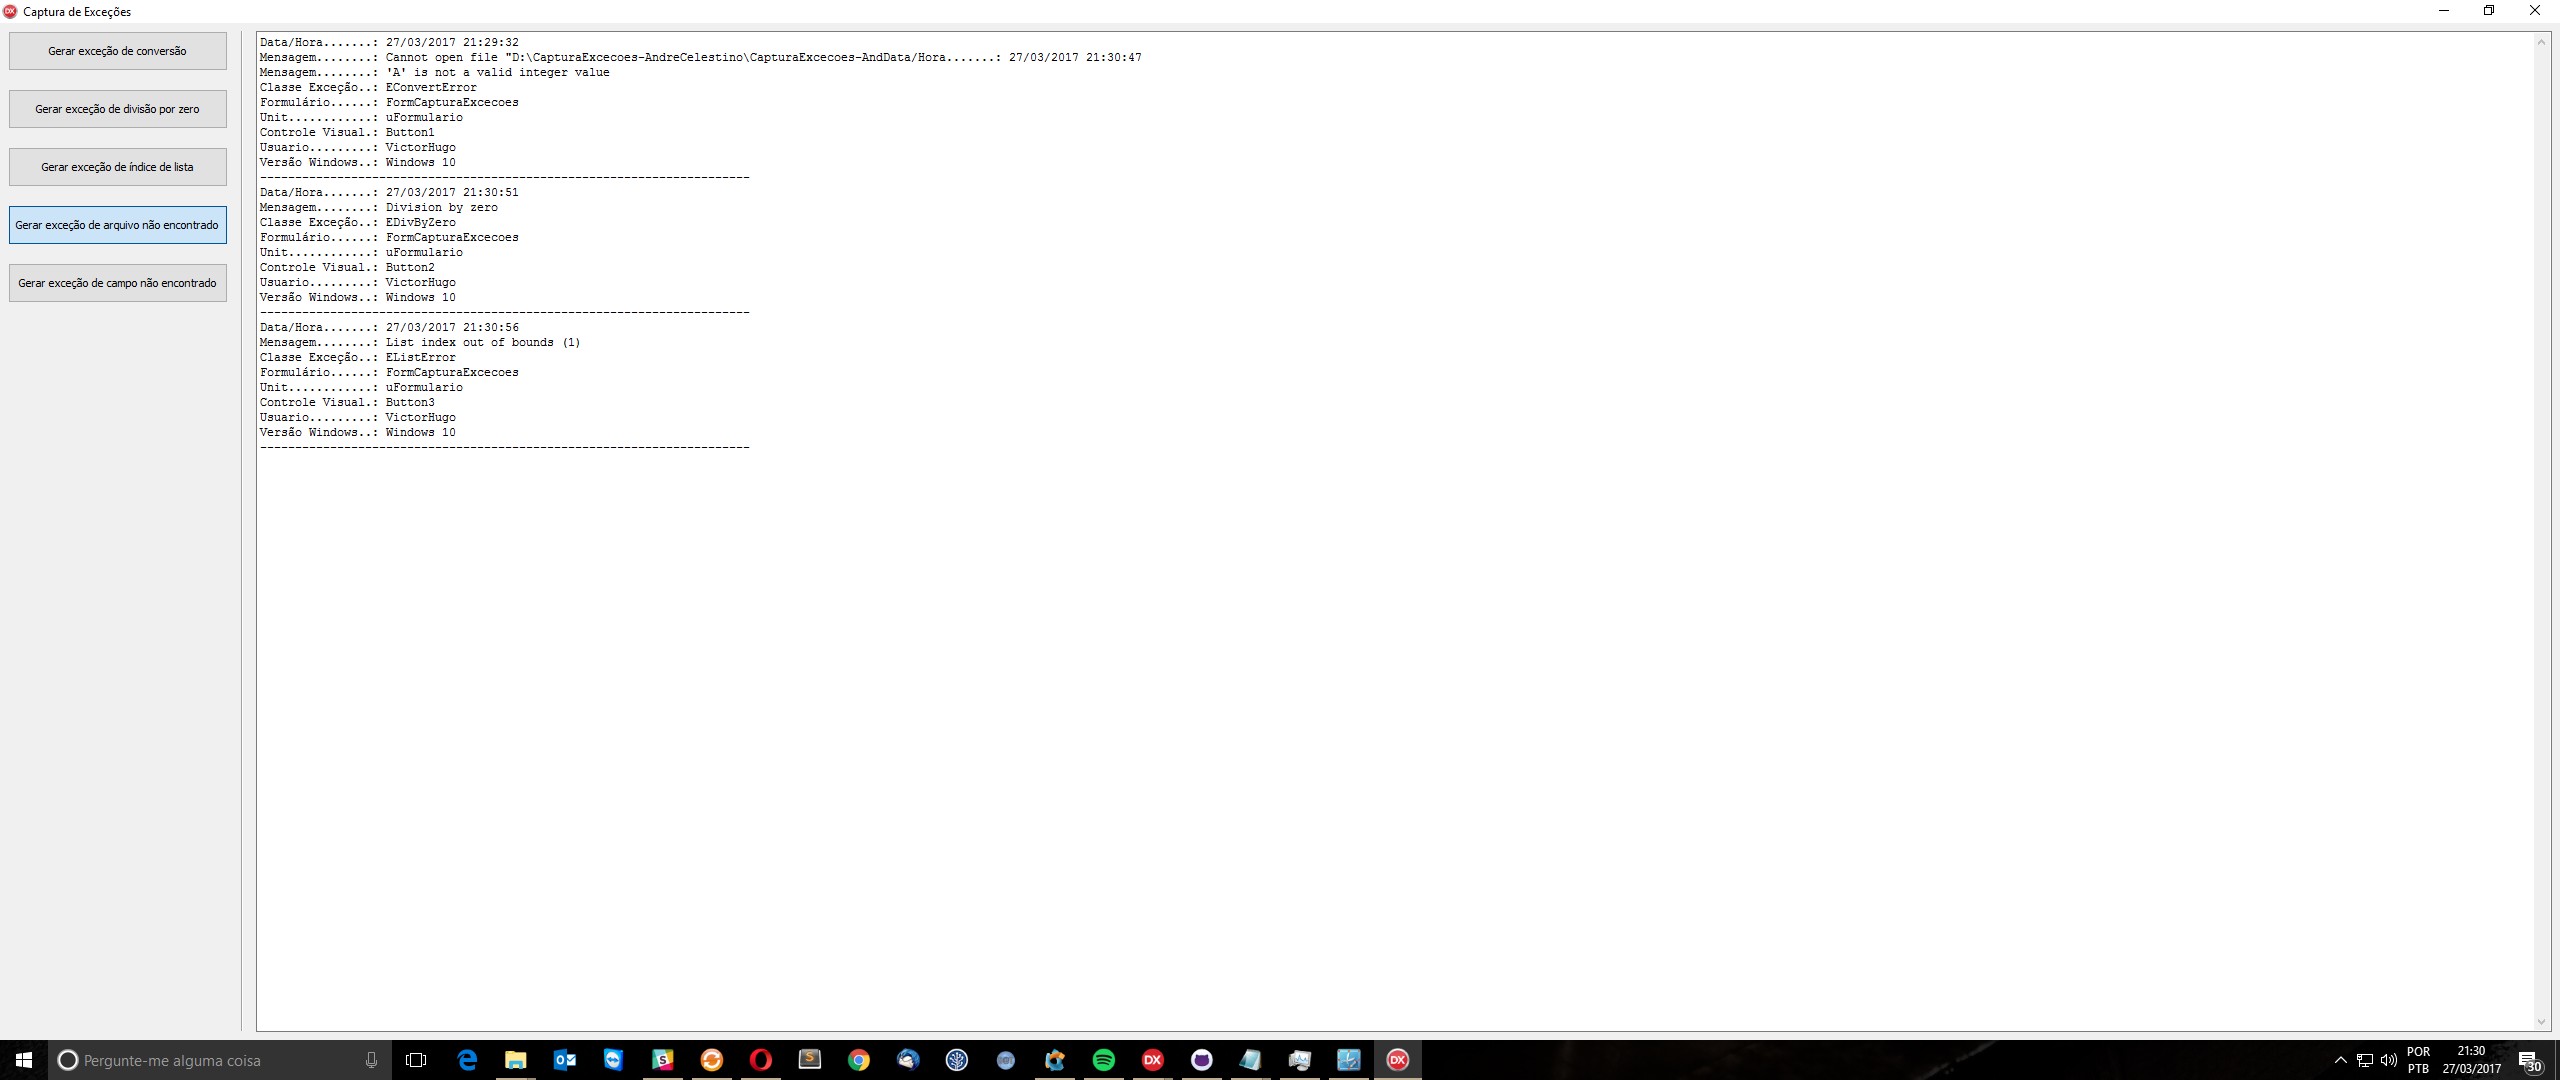 Captura de Exceções
Gerar exceção de conversão
Gerar exceção de divisão por zero
Gerar exceção de índice de lista
Gerar exceção de arquivo não encontrado
Gerar exceção de campo não encontrado
Data/Hora.......: 27/03/2017 21:29:32
Mensagem........: Cannot open file "D:\CapturaExcecoes-AndreCelestino\CapturaExcecoes-AndData/Hora.......: 27/03/2017 21:30:47
Mensagem........: 'A' is not a valid integer value
Classe Exceção..: EConvertError
Formulário......: FormCapturaExcecoes
Unit............: uFormulario
Controle Visual.: Button1
Usuario.........: VictorHugo
Versão Windows..: Windows 10
----------------------------------------------------------------------
Data/Hora.......: 27/03/2017 21:30:51
Mensagem........: Division by zero
Classe Exceção..: EDivByZero
Formulário......: FormCapturaExcecoes
Unit............: uFormulario
Controle Visual.: Button2
Usuario.........: VictorHugo
Versão Windows..: Windows 10
----------------------------------------------------------------------
Data/Hora.......: 27/03/2017 21:30:56
Mensagem........: List index out of bounds (1)
Classe Exceção..: EListError
Formulário......: FormCapturaExcecoes
Unit............: uFormulario
Controle Visual.: Button3
Usuario.........: VictorHugo
Versão Windows..: Windows 10
----------------------------------------------------------------------
Pergunte-me alguma coisa
DX
DX
POR
PTB
21:30
27/03/2017
30